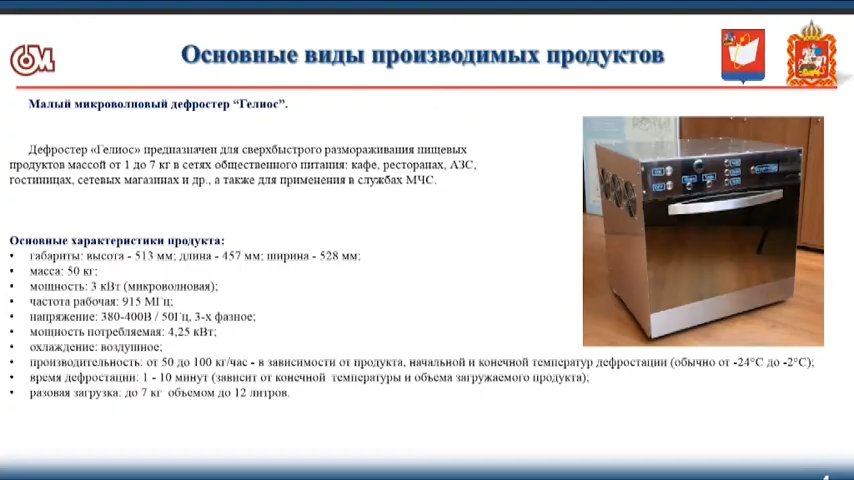 Основные виды производимых продуктов
Малый микроволновый дефростер “Гелиос”.
Дефростер «Гелиос» предназначен для сверхбыстрого размораживания пищевых
продуктов массой от 1 до 7 кг в сетях общественного питания: кафе, ресторанах, АЗС,
гостиницах, сетевых магазинах и др., а также для применения в службах МЧС.
Основные характеристики продукта:
• габариты: высота - 513 мм; длина - 457 мм; ширина - 528 мм;
• масса: 50 кг;
• мощность: 3 кВт (микроволновая);
• частота рабочая: 915 МГц;
• напряжение: 380-400В / 50Гц, 3-х фазное;
• мощность потребляемая: 4,25 кВт;
• охлаждение: воздушное;
• производительность: от 50 до 100 кг/час - в зависимости от продукта, начальной и конечной температур дефростации (обычно от -24°C до -2°C);
• время дефростации: 1 - 10 минут (зависит от конечной температуры и объема загружаемого продукта);
• разовая загрузка: до 7 кг объемом до 12 литров.